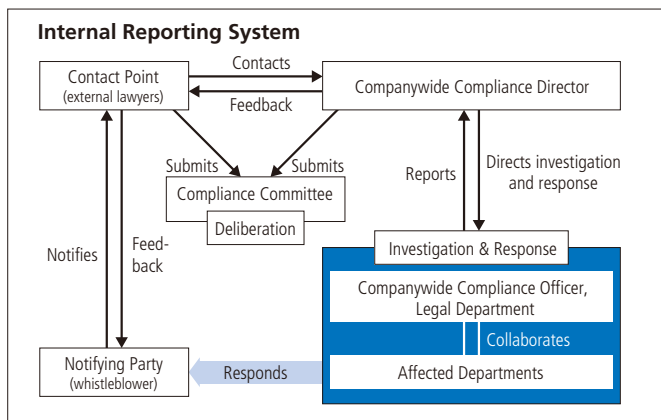 Internal Reporting System
Contact Point
(external lawyers)
Contacts
Feedback
Companywide Compliance Director
Submits
Submits
Compliance Committee
Deliberation
Reports
Directs investigation
and response
Notifies
Feed-
back
Investigation & Response
Companywide Compliance Officer,
Legal Department
Collaborates
Affected Departments
Notifying Party
(whistleblower)
Responds